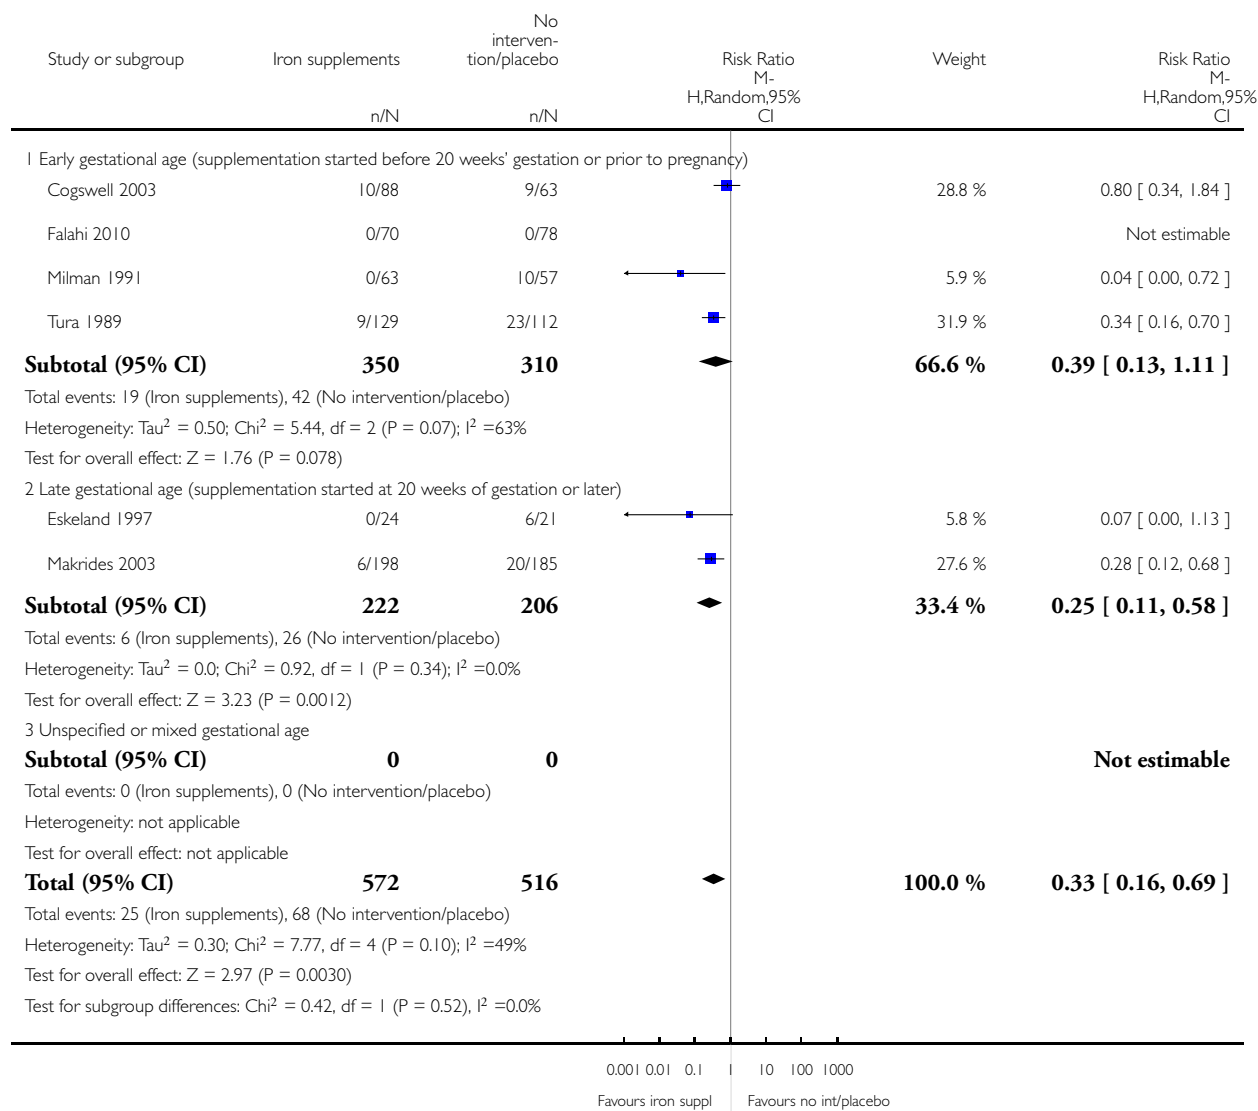 No
interven-
Study or subgroup Iron supplements tion/placebo Risk Ratio Weight Risk Ratio
M- M-
H,Random,95% H,Random,95%
n/N n/N CI CI
1 Early gestational age (supplementation started before 20 weeks' gestation or prior to pregnancy)
Cogswell 2003 10/88 9/63 28.8 % 0.80 [ 0.34, 1.84 ]
Falahi 2010 0/70 0/78 Not estimable
Milman 1991 0/63 10/57 5.9 % 0.04 [ 0.00, 0.72 ]
Tura 1989 9/129 23/112 31.9 % 0.34 [ 0.16, 0.70 ]
Subtotal (95% CI) 350 310 66.6 % 0.39 [ 0.13, 1.11 ]
Total events: 19 (Iron supplements), 42 (No intervention/placebo)
Heterogeneity: Tau² = 0.50; Chi² = 5.44, df = 2 (P = 0.07); I² =63%
Test for overall effect: Z = 1.76 (P = 0.078)
2 Late gestational age (supplementation started at 20 weeks of gestation or later)
Eskeland 1997 0/24 6/21 5.8 % 0.07 [ 0.00, 1.13 ]
Makrides 2003 6/198 20/185 27.6 % 0.28 [ 0.12, 0.68 ]
Subtotal (95% CI) 222 206 33.4 % 0.25 [ 0.11, 0.58 ]
Total events: 6 (Iron supplements), 26 (No intervention/placebo)
Heterogeneity: Tau² = 0.0; Chi² = 0.92, df = 1 (P = 0.34); I² =0.0%
Test for overall effect: Z = 3.23 (P = 0.0012)
3 Unspecified or mixed gestational age
Subtotal (95% CI) 0 0 Not estimable
Total events: 0 (Iron supplements), 0 (No intervention/placebo)
Heterogeneity: not applicable
Test for overall effect: not applicable
Total (95% CI) 572 516 100.0 % 0.33 [ 0.16, 0.69 ]
Total events: 25 (Iron supplements), 68 (No intervention/placebo)
Heterogeneity: Tau² = 0.30; Chi² = 7.77, df = 4 (P = 0.10); I² =49%
Test for overall effect: Z = 2.97 (P = 0.0030)
Test for subgroup differences: Chi² = 0.42, df = 1 (P = 0.52), I² =0.0%
0.001 0.01 0.1 1 10 100 1000
Favours iron suppl Favours no int/placebo